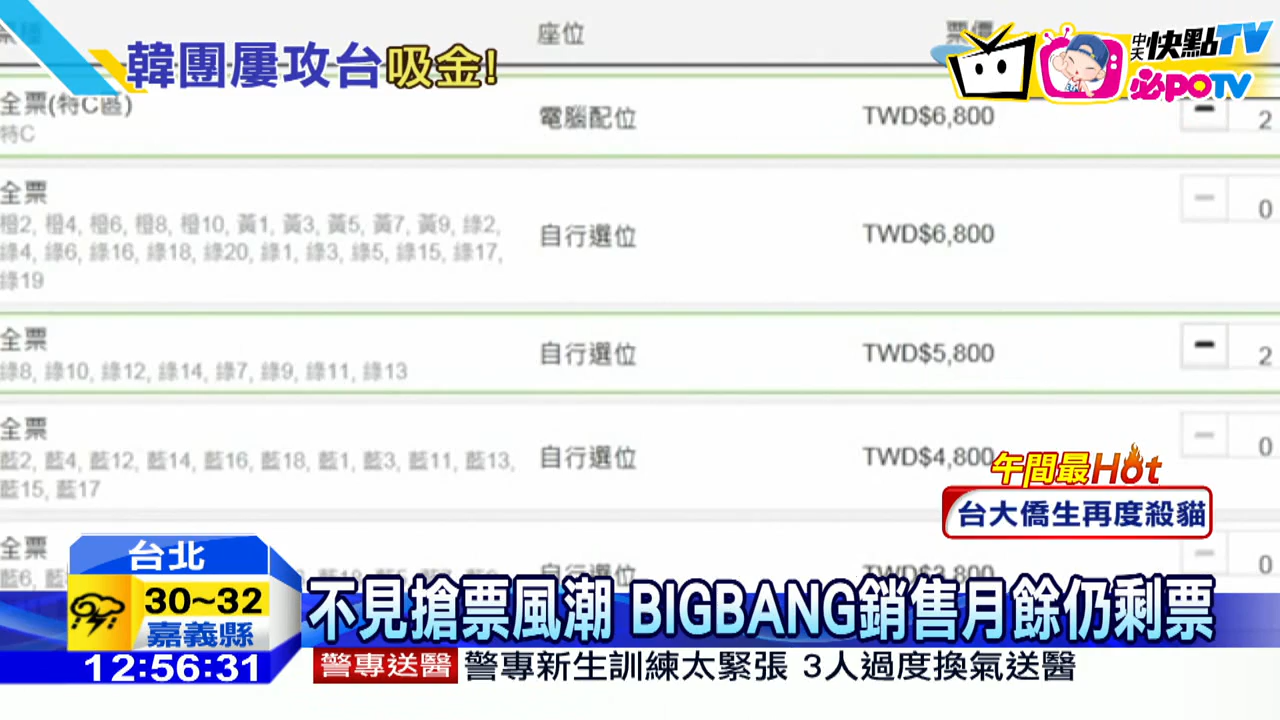 座位
票價
韓團屢攻台吸金!
中天快點TV
必POTV
全票(特C區)
特C
電腦配位
TWD$6,800
2
全票
橙2, 橙4, 橙6, 橙8, 橙10, 黃1, 黃3, 黃5, 黃7, 黃9, 綠2,
綠4, 綠6, 綠16, 綠18, 綠20, 綠1, 綠3, 綠5, 綠15, 綠17,
綠19
自行選位
TWD$6,800
0
全票
綠8, 綠10, 綠12, 綠14, 綠7, 綠9, 綠11, 綠13
自行選位
TWD$5,800
2
全票
藍2, 藍4, 藍12, 藍14, 藍16, 藍18, 藍1, 藍3, 藍11, 藍13,
藍15, 藍17
自行選位
TWD$4,800
0
午間最Hot
台大僑生再度殺貓
全票
藍6,
自行選位
TWD$3,800
0
台北
30~32
嘉義縣
12:56:31
不見搶票風潮 BIGBANG銷售月餘仍剩票
警專送醫 警專新生訓練太緊張 3人過度換氣送醫